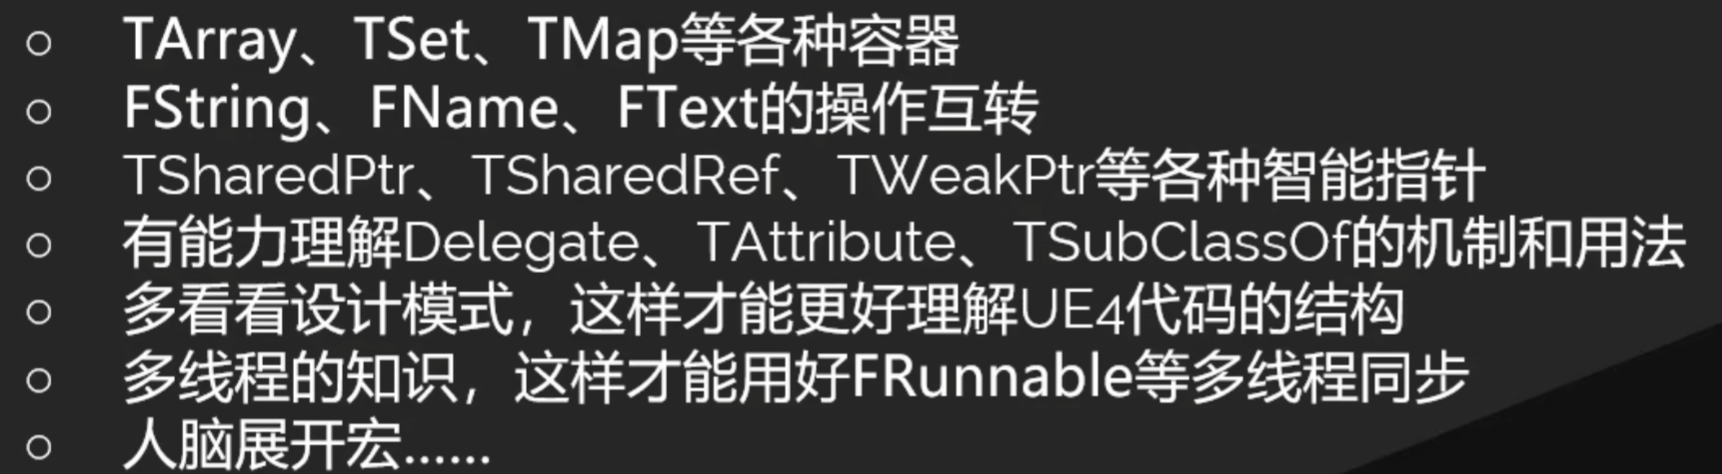 TArray、TSet、TMap等各种容器
FString、FName、FText的操作互转
TSharedPtr、TSharedRef、TWeakPtr等各种智能指针
有能力理解Delegate、TAttribute、TSubClassOf的机制和用法
多看看设计模式，这样才能更好理解UE4代码的结构
多线程的知识，这样才能用好FRunnable等多线程同步
人脑展开宏……